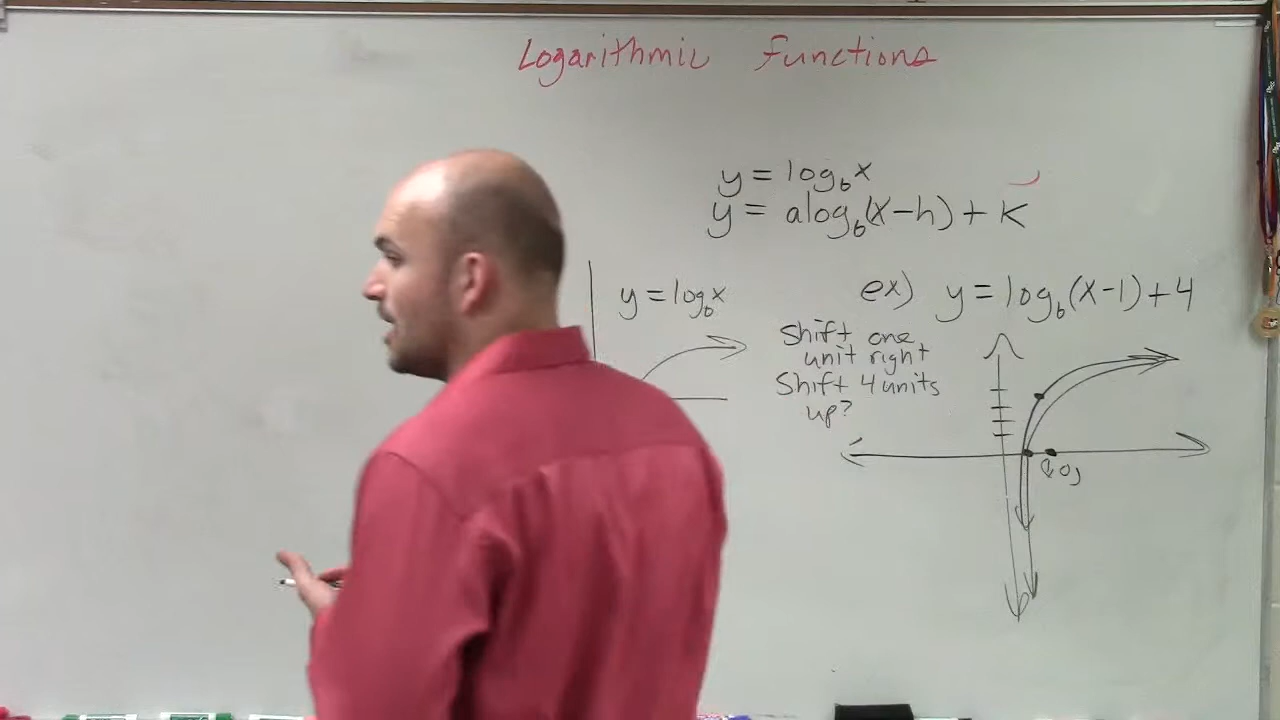 Logarithmic functions
y = log_b x
y = alog_b(x-h) + K
y = log_b x
ex) y = log_b(x-1) + 4
Shift one
unit right
Shift 4 units
up?